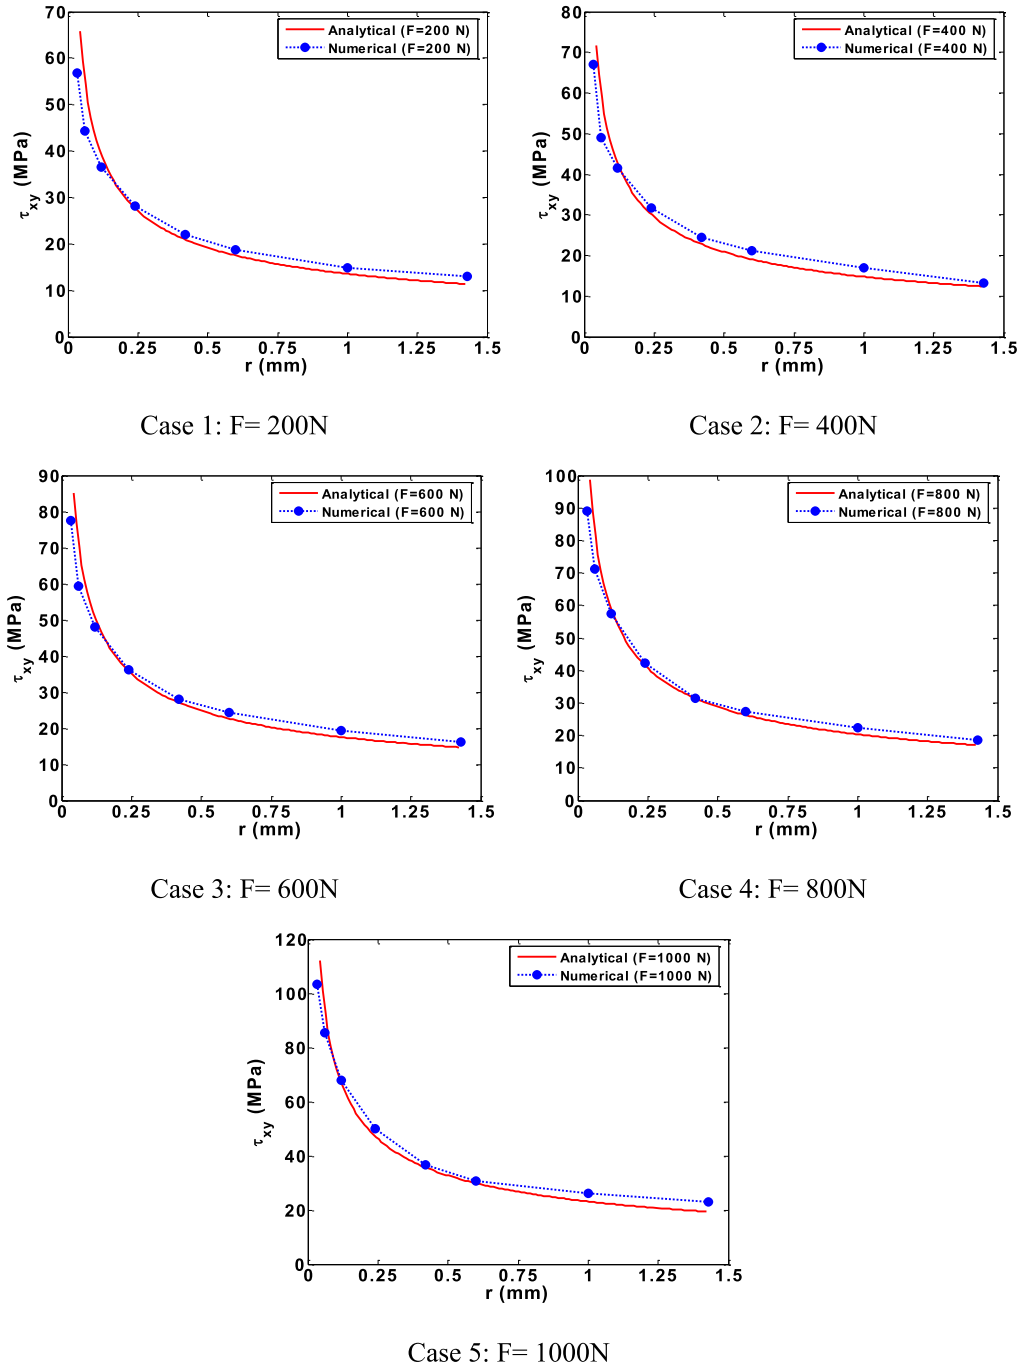 70
60
50
40
30
20
10
0
τxy (MPa)
0 0.25 0.5 0.75 1 1.25 1.5
r (mm)
Analytical (F=200 N)
Numerical (F=200 N)
Case 1: F= 200N
80
70
60
50
40
30
20
10
0
τxy (MPa)
0 0.25 0.5 0.75 1 1.25 1.5
r (mm)
Analytical (F=400 N)
Numerical (F=400 N)
Case 2: F= 400N
90
80
70
60
50
40
30
20
10
0
τxy (MPa)
0 0.25 0.5 0.75 1 1.25 1.5
r (mm)
Analytical (F=600 N)
Numerical (F=600 N)
Case 3: F= 600N
100
90
80
70
60
50
40
30
20
10
0
τxy (MPa)
0 0.25 0.5 0.75 1 1.25 1.5
r (mm)
Analytical (F=800 N)
Numerical (F=800 N)
Case 4: F= 800N
120
100
80
60
40
20
0
τxy (MPa)
0 0.25 0.5 0.75 1 1.25 1.5
r (mm)
Analytical (F=1000 N)
Numerical (F=1000 N)
Case 5: F= 1000N